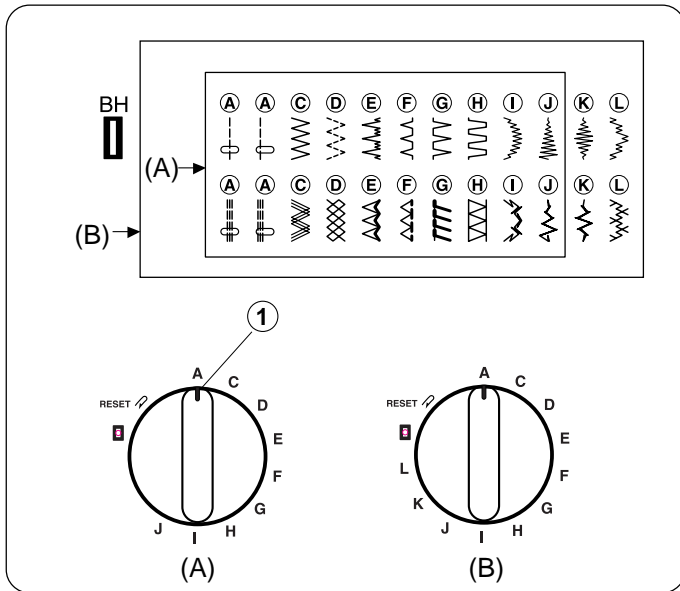 BH
A A C D E F G H I J K L
(A)
A A C D E F G H I J K L
(B)
1
A
C
RESET
D
E
F
G
H
I
J
(A)
A
C
RESET
D
E
F
G
H
I
J
K
L
(B)